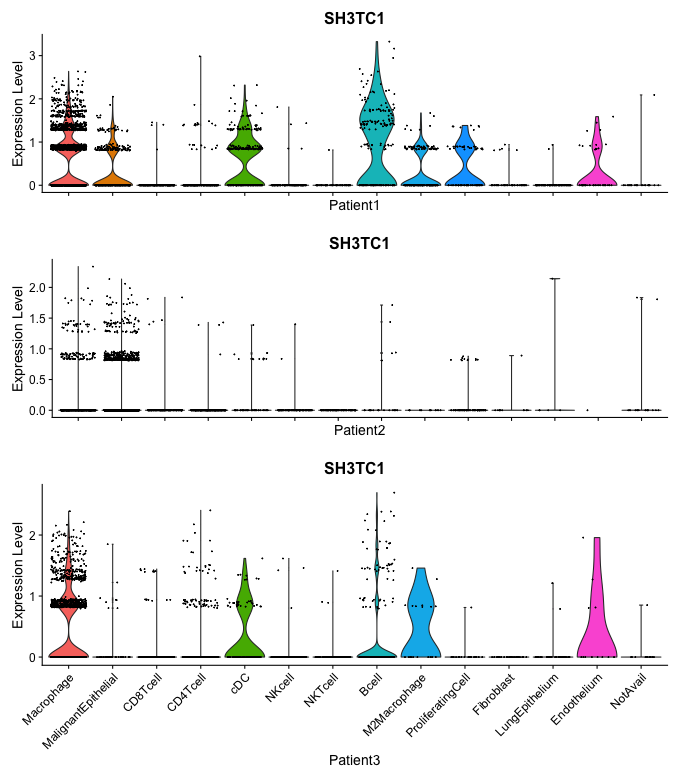 SH3TC1
Expression Level
3
2
1
0
Patient1
SH3TC1
Expression Level
2.0
1.5
1.0
0.5
0.0
Patient2
SH3TC1
Expression Level
2
1
0
Macrophage
MalignantEpithelial
CD8Tcell
CD4Tcell
cDC
NKcell
NKTcell
Bcell
M2Macrophage
ProliferatingCell
Fibroblast
LungEpithelium
Endothelium
NotAvail
Patient3